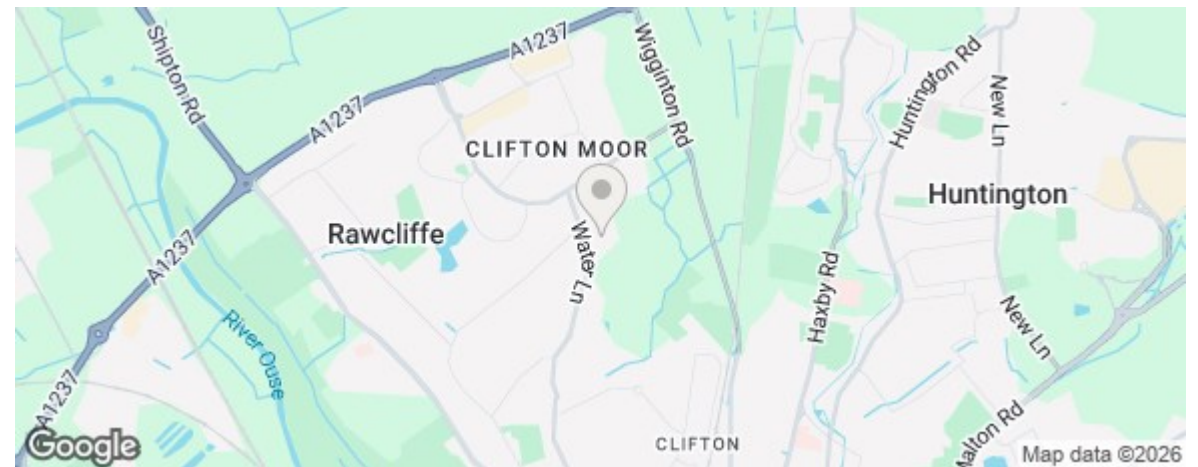 Shipton Rd
A1237
Wigginton Rd
Huntington Rd
New Ln
A1237
CLIFTON MOOR
Huntington
Rawcliffe
A1237
Water Ln
Haxby Rd
River Ouse
New Ln
A1237
Malton Rd
CLIFTON
Google
Map data ©2026